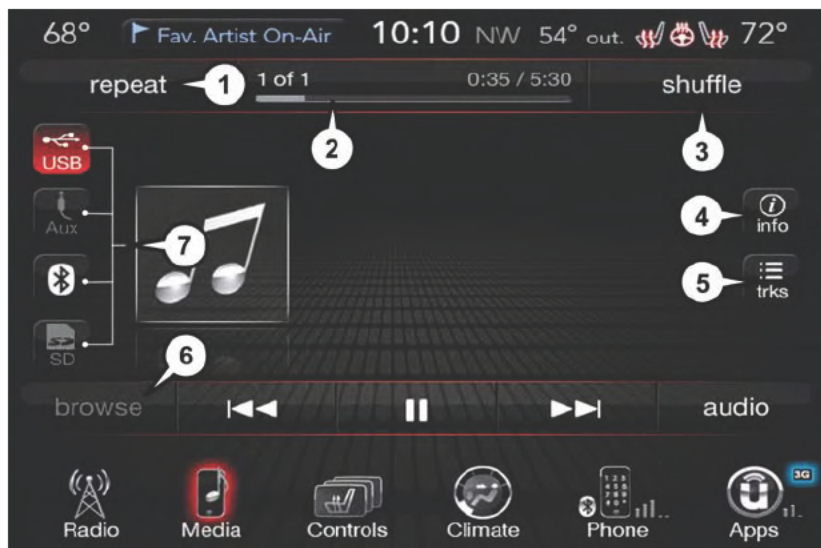 68° Fav. Artist On-Air 10:10 NW 54° out. 72°
repeat 1 1 of 1 0:35 / 5:30 shuffle
2
3
USB
Aux
4 info
7
5 trks
SD
6
browse audio
3G
Radio Media Controls Climate Phone Apps